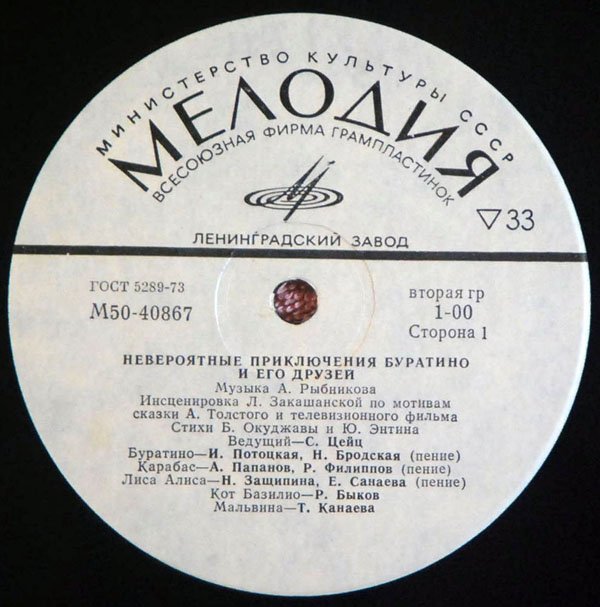 МИНИСТЕРСТВО КУЛЬТУРЫ СССР
МЕЛОДИЯ
ВСЕСОЮЗНАЯ ФИРМА ГРАМПЛАСТИНОК
▽33
ЛЕНИНГРАДСКИЙ ЗАВОД
ГОСТ 5289-73
М50-40867
вторая гр
1-00
Сторона 1
НЕВЕРОЯТНЫЕ ПРИКЛЮЧЕНИЯ БУРАТИНО
И ЕГО ДРУЗЕЙ
Музыка А. Рыбникова
Инсценировка Л. Закашанской по мотивам
сказки А. Толстого и телевизионного фильма
Стихи Б. Окуджавы и Ю. Энтина
Ведущий—С. Цейц
Буратино—И. Потоцкая, Н. Бродская (пение)
Карабас—А. Папанов, Р. Филиппов (пение)
Лиса Алиса—Н. Защипина, Е. Санаева (пение)
Кот Базилио—Р. Быков
Мальвина—Т. Канаева